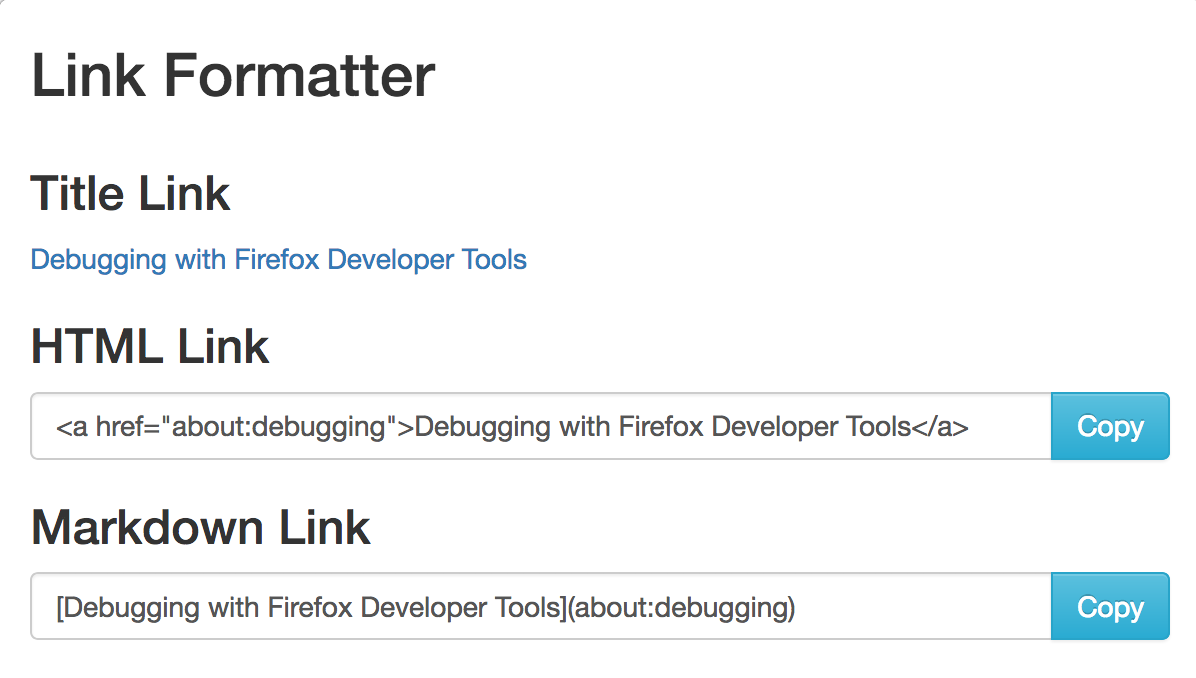 Link Formatter
Title Link
Debugging with Firefox Developer Tools
HTML Link
<a href="about:debugging">Debugging with Firefox Developer Tools</a>
Copy
Markdown Link
[Debugging with Firefox Developer Tools](about:debugging)
Copy